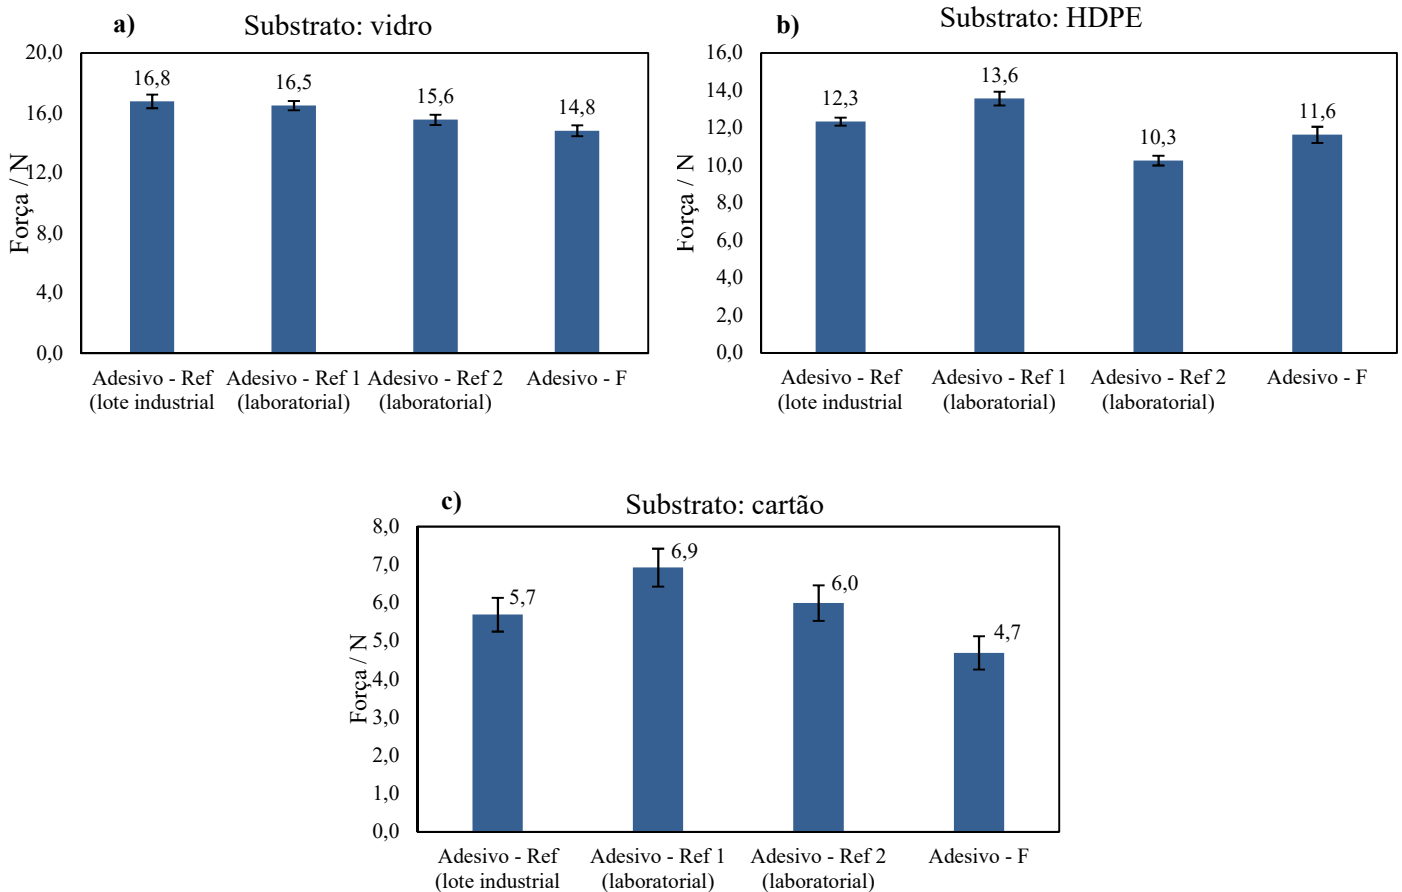 a)
Substrato: vidro
Força / N
20,0
16,0
12,0
8,0
4,0
0,0
16,8
16,5
15,6
14,8
Adesivo - Ref Adesivo - Ref 1 Adesivo - Ref 2 Adesivo - F
(lote industrial (laboratorial) (laboratorial)
b)
Substrato: HDPE
Força / N
16,0
14,0
12,0
10,0
8,0
6,0
4,0
2,0
0,0
12,3
13,6
10,3
11,6
Adesivo - Ref Adesivo - Ref 1 Adesivo - Ref 2 Adesivo - F
(lote industrial (laboratorial) (laboratorial)
c)
Substrato: cartão
Força / N
8,0
7,0
6,0
5,0
4,0
3,0
2,0
1,0
0,0
5,7
6,9
6,0
4,7
Adesivo - Ref Adesivo - Ref 1 Adesivo - Ref 2 Adesivo - F
(lote industrial (laboratorial) (laboratorial)